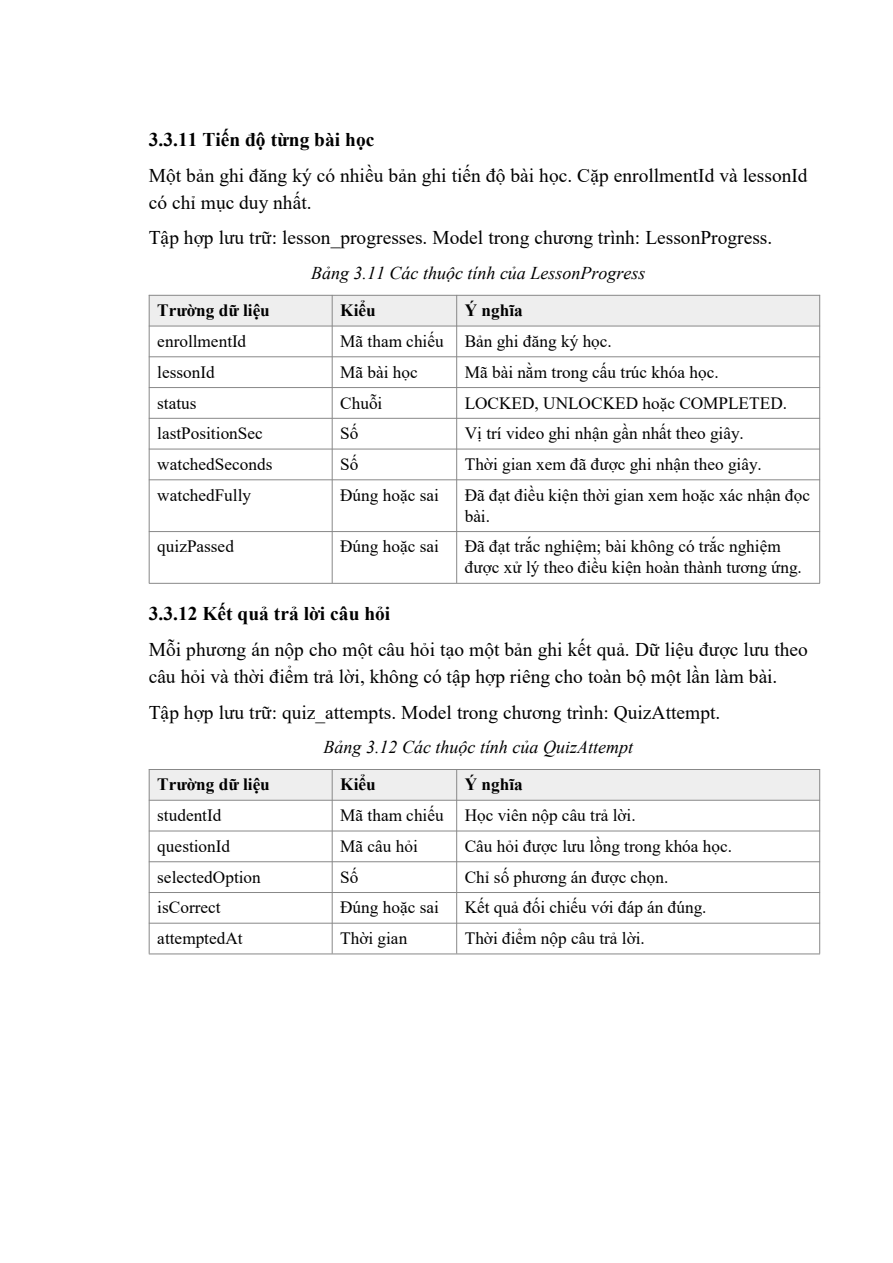 3.3.11 Tiến độ từng bài học
Một bản ghi đăng ký có nhiều bản ghi tiến độ bài học. Cặp enrollmentId và lessonId
có chỉ mục duy nhất.
Tập hợp lưu trữ: lesson_progresses. Model trong chương trình: LessonProgress.
Bảng 3.11 Các thuộc tính của LessonProgress
Trường dữ liệu Kiểu Ý nghĩa
enrollmentId Mã tham chiếu Bản ghi đăng ký học.
lessonId Mã bài học Mã bài nằm trong cấu trúc khóa học.
status Chuỗi LOCKED, UNLOCKED hoặc COMPLETED.
lastPositionSec Số Vị trí video ghi nhận gần nhất theo giây.
watchedSeconds Số Thời gian xem đã được ghi nhận theo giây.
watchedFully Đúng hoặc sai Đã đạt điều kiện thời gian xem hoặc xác nhận đọc
bài.
quizPassed Đúng hoặc sai Đã đạt trắc nghiệm; bài không có trắc nghiệm
được xử lý theo điều kiện hoàn thành tương ứng.
3.3.12 Kết quả trả lời câu hỏi
Mỗi phương án nộp cho một câu hỏi tạo một bản ghi kết quả. Dữ liệu được lưu theo
câu hỏi và thời điểm trả lời, không có tập hợp riêng cho toàn bộ một lần làm bài.
Tập hợp lưu trữ: quiz_attempts. Model trong chương trình: QuizAttempt.
Bảng 3.12 Các thuộc tính của QuizAttempt
Trường dữ liệu Kiểu Ý nghĩa
studentId Mã tham chiếu Học viên nộp câu trả lời.
questionId Mã câu hỏi Câu hỏi được lưu lồng trong khóa học.
selectedOption Số Chỉ số phương án được chọn.
isCorrect Đúng hoặc sai Kết quả đối chiếu với đáp án đúng.
attemptedAt Thời gian Thời điểm nộp câu trả lời.